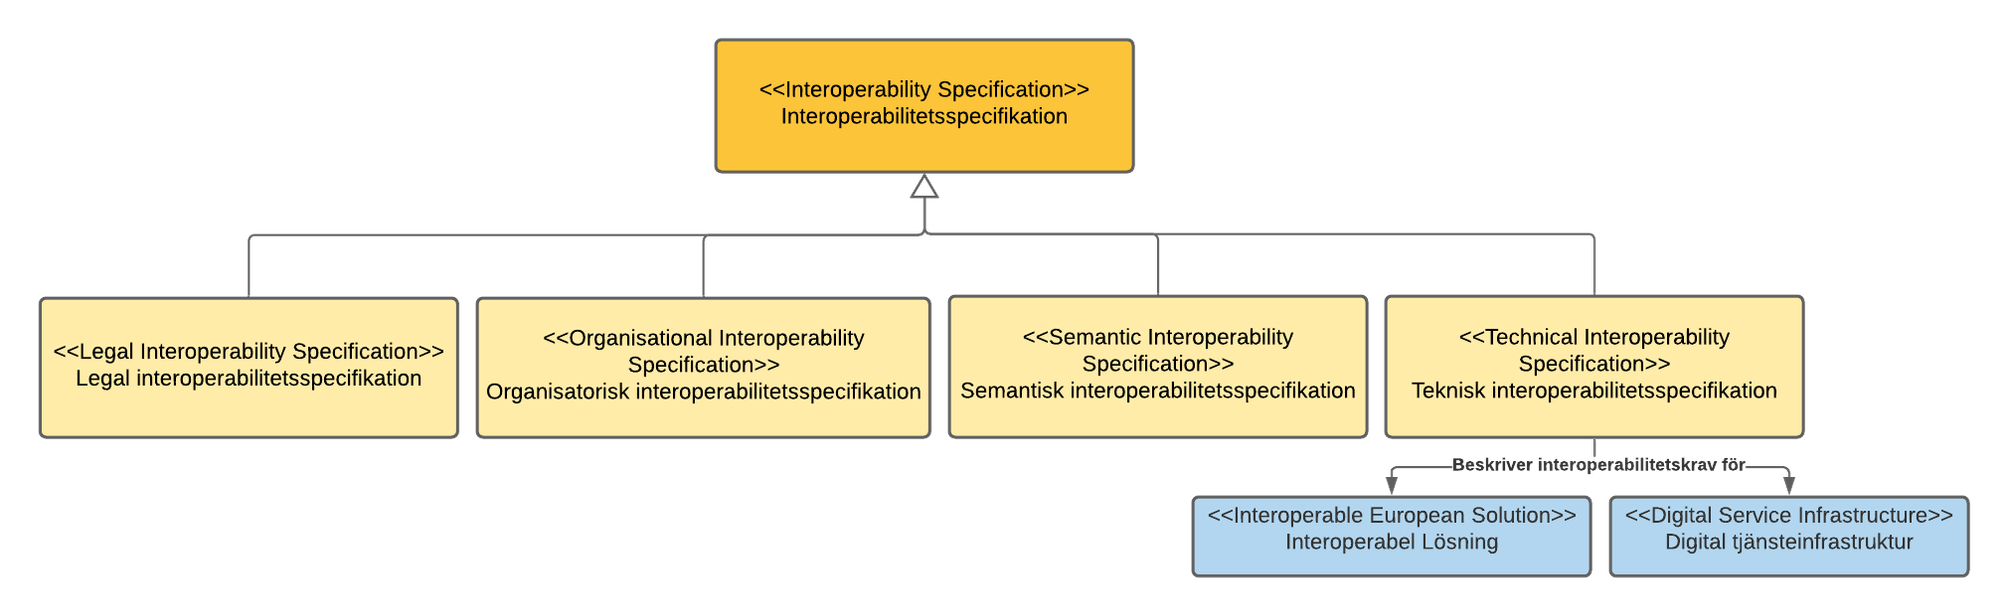 <<Interoperability Specification>>
Interoperabilitetsspecifikation
<<Legal Interoperability Specification>>
Legal interoperabilitetsspecifikation
<<Organisational Interoperability
Specification>>
Organisatorisk interoperabilitetsspecifikation
<<Semantic Interoperability
Specification>>
Semantisk interoperabilitetsspecifikation
<<Technical Interoperability
Specification>>
Teknisk interoperabilitetsspecifikation
Beskriver interoperabilitetskrav för
<<Interoperable European Solution>>
Interoperabel Lösning
<<Digital Service Infrastructure>>
Digital tjänsteinfrastruktur